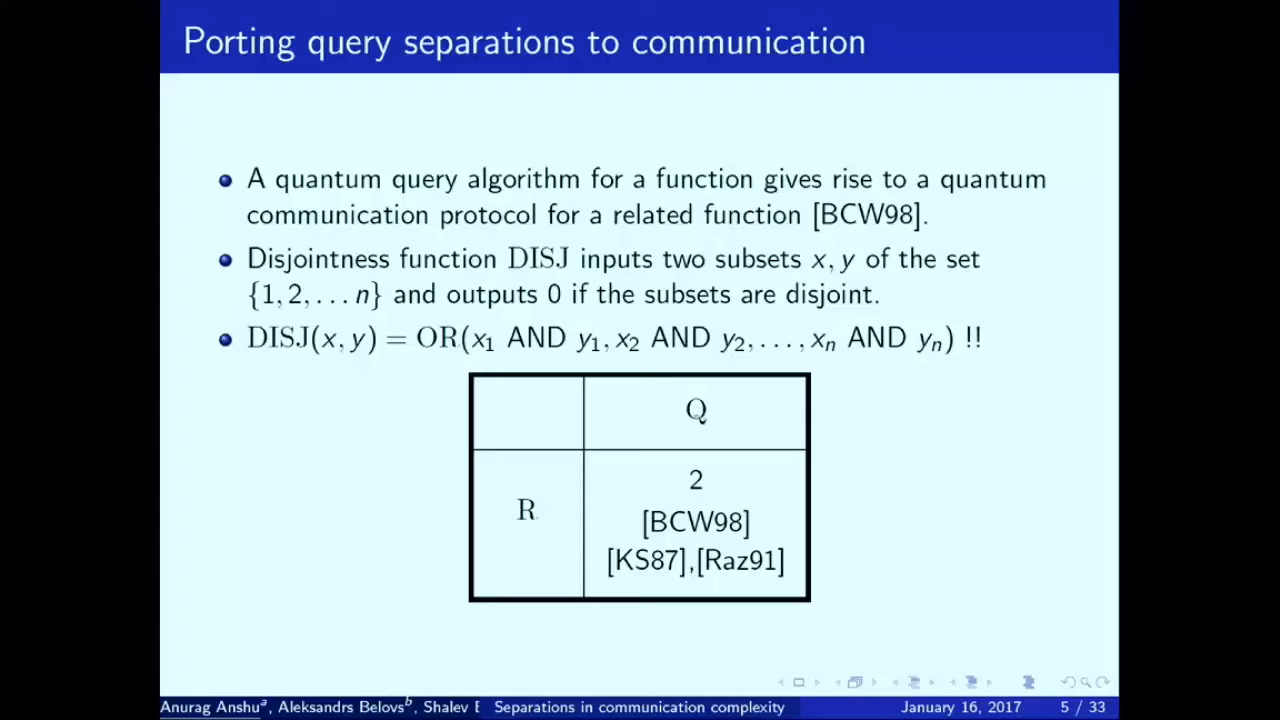 Porting query separations to communication
A quantum query algorithm for a function gives rise to a quantum
communication protocol for a related function [BCW98].
Disjointness function DISJ inputs two subsets x, y of the set
{1, 2, . . . n} and outputs 0 if the subsets are disjoint.
DISJ(x, y) = OR(x₁ AND y₁, x₂ AND y₂, . . . , xₙ AND yₙ) !!
Q
R
2
[BCW98]
[KS87],[Raz91]
Anurag Anshuᵃ, Aleksandrs Belovsᵇ, Shalev
Separations in communication complexity
January 16, 2017
5 / 33